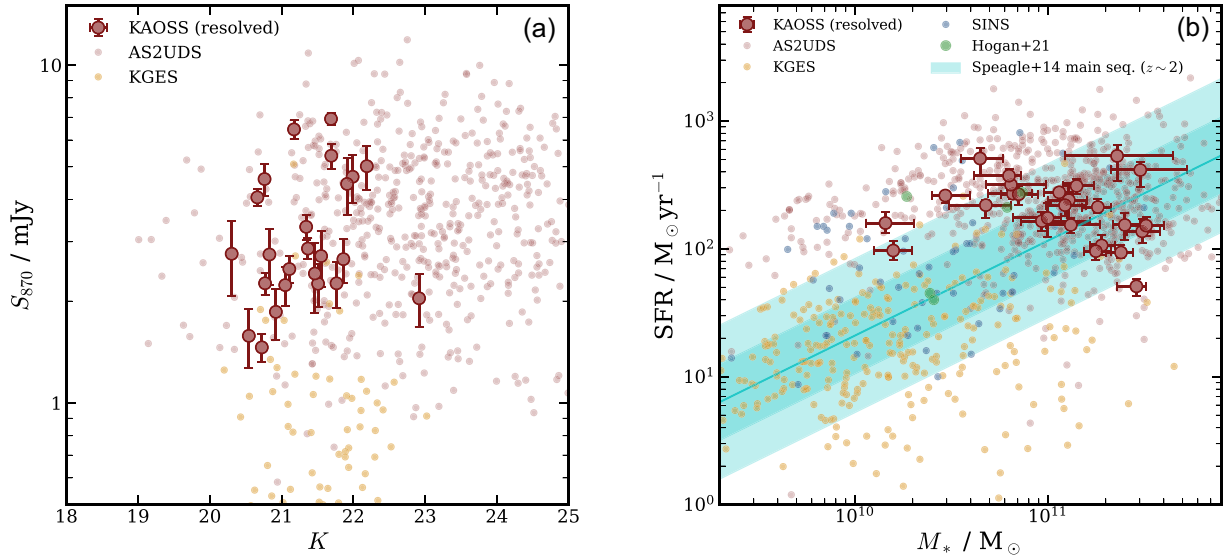 KAOSS (resolved)
AS2UDS
KGES
(a)
10
1
S870 / mJy
18 19 20 21 22 23 24 25
K
KAOSS (resolved)
AS2UDS
KGES
SINS
Hogan+21
Speagle+14 main seq. (z∼2)
(b)
10³
10²
10¹
10⁰
SFR / M⊙yr⁻¹
10¹⁰ 10¹¹
M* / M⊙